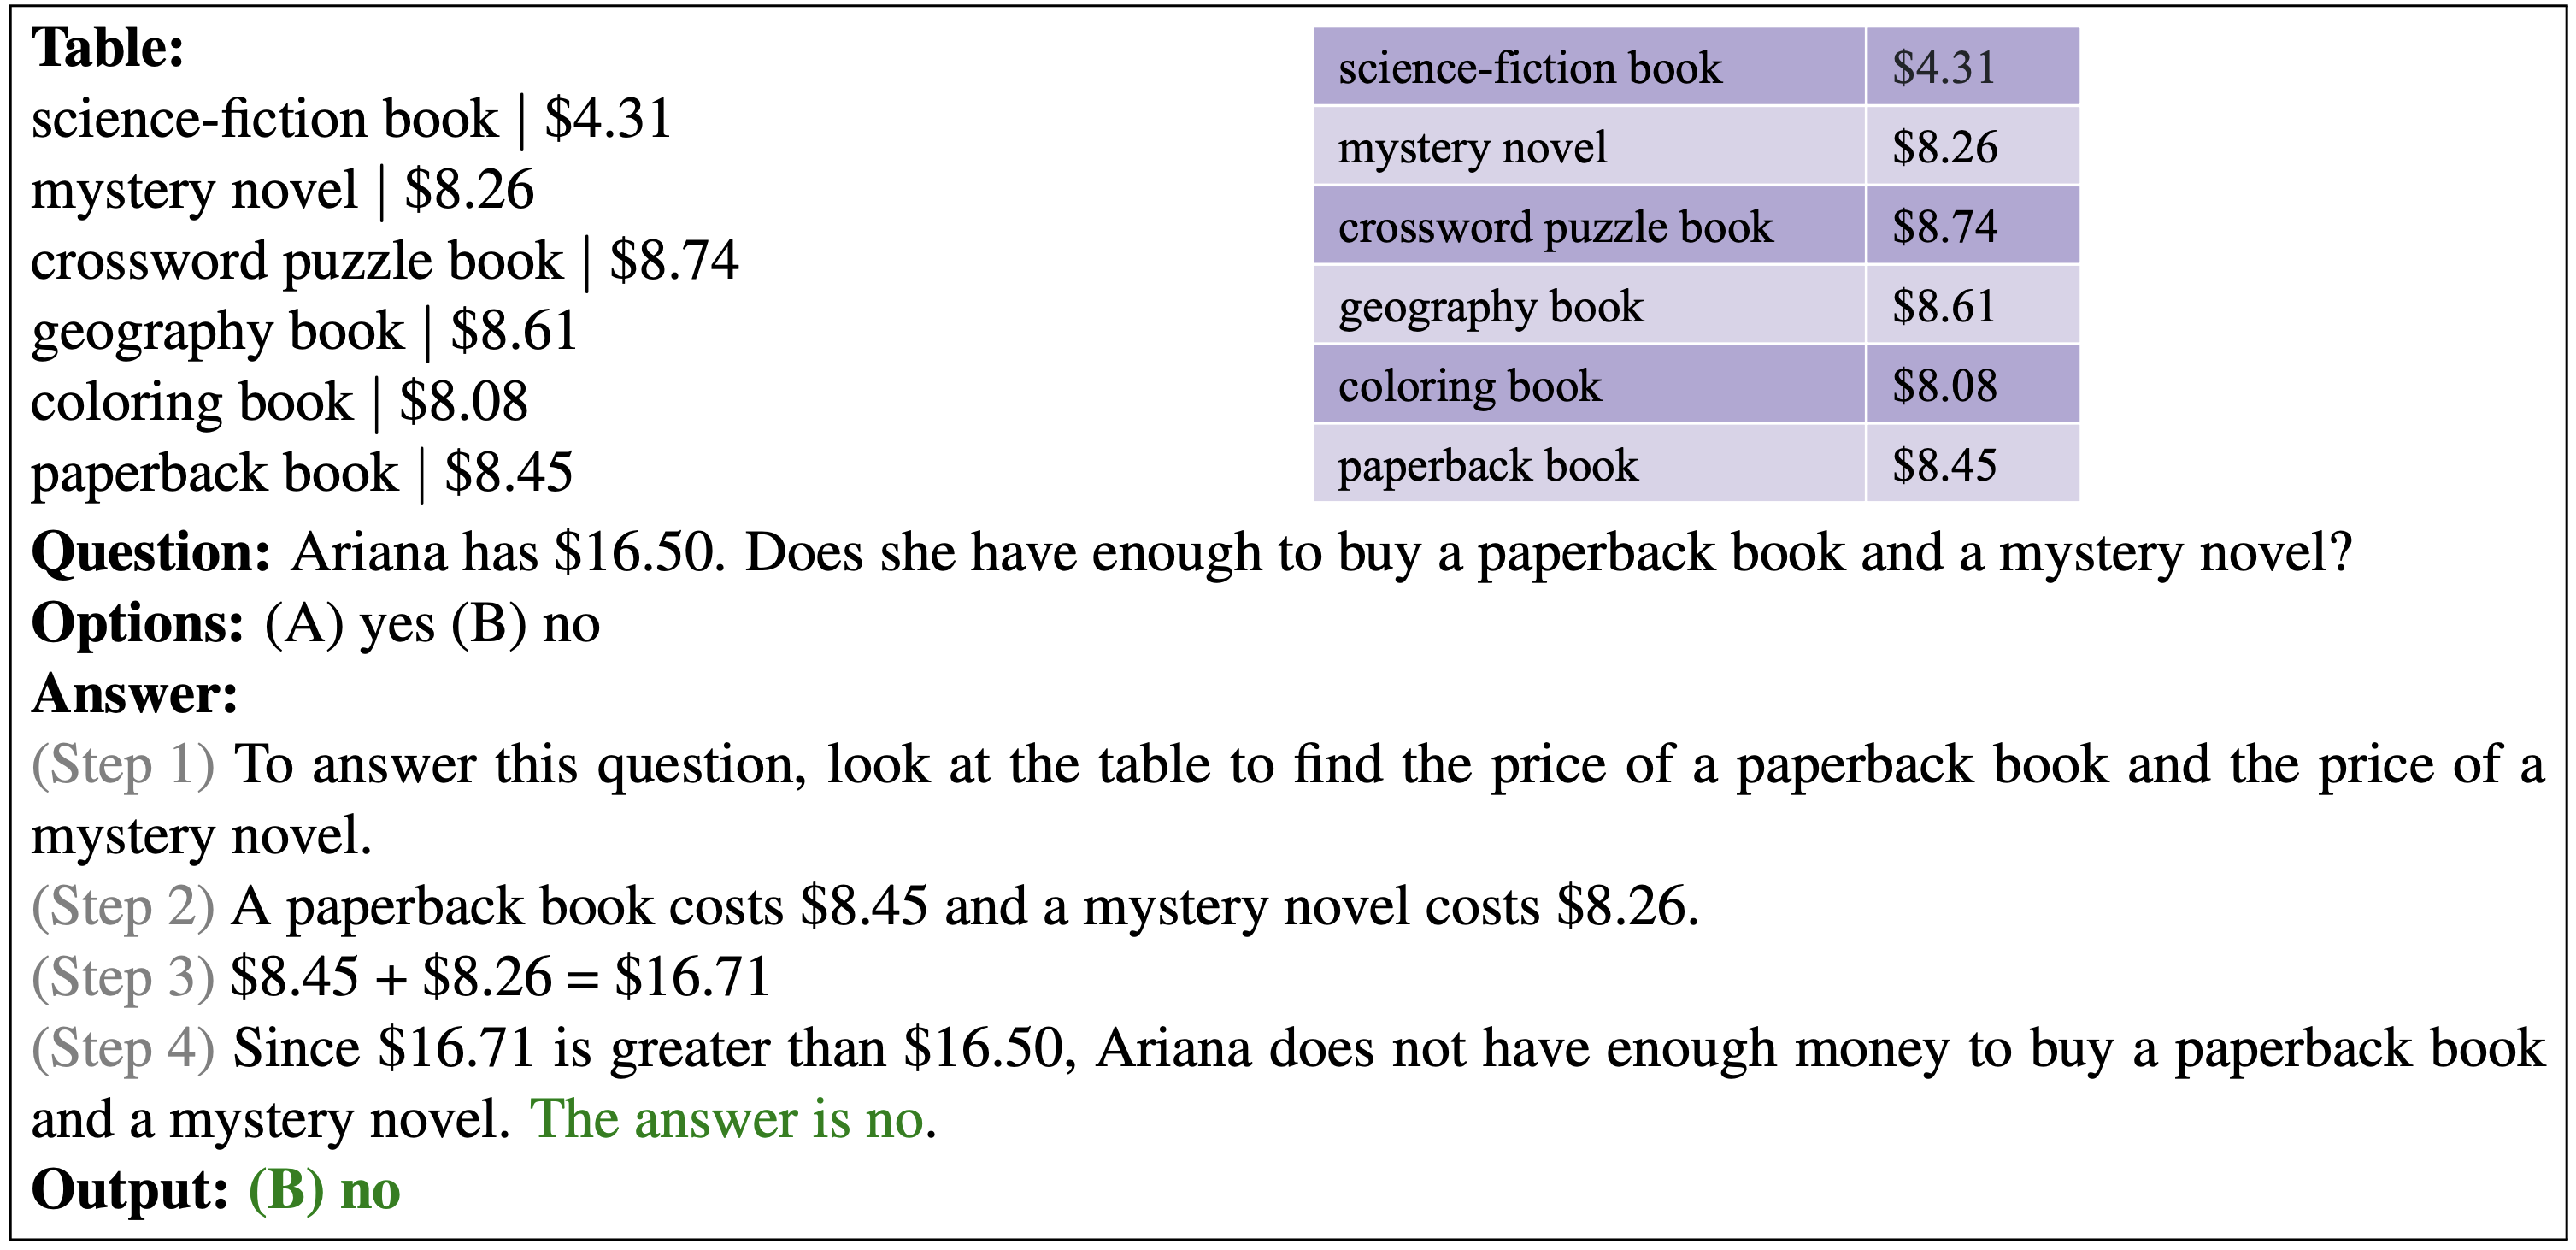 Table:
science-fiction book | $4.31
mystery novel | $8.26
crossword puzzle book | $8.74
geography book | $8.61
coloring book | $8.08
paperback book | $8.45
science-fiction book $4.31
mystery novel $8.26
crossword puzzle book $8.74
geography book $8.61
coloring book $8.08
paperback book $8.45
Question: Ariana has $16.50. Does she have enough to buy a paperback book and a mystery novel?
Options: (A) yes (B) no
Answer:
(Step 1) To answer this question, look at the table to find the price of a paperback book and the price of a
mystery novel.
(Step 2) A paperback book costs $8.45 and a mystery novel costs $8.26.
(Step 3) $8.45 + $8.26 = $16.71
(Step 4) Since $16.71 is greater than $16.50, Ariana does not have enough money to buy a paperback book
and a mystery novel. The answer is no.
Output: (B) no